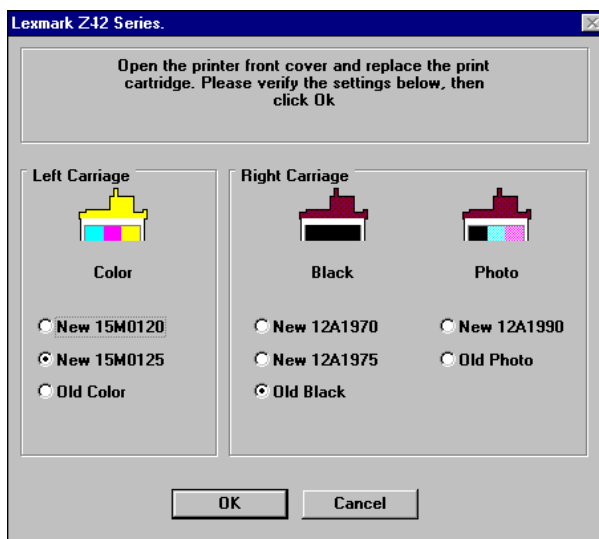 Lexmark Z42 Series.
Open the printer front cover and replace the print
cartridge. Please verify the settings below, then
click Ok
Left Carriage
Color
New 15M0120
New 15M0125
Old Color
Right Carriage
Black
Photo
New 12A1970
New 12A1990
New 12A1975
Old Photo
Old Black
OK
Cancel